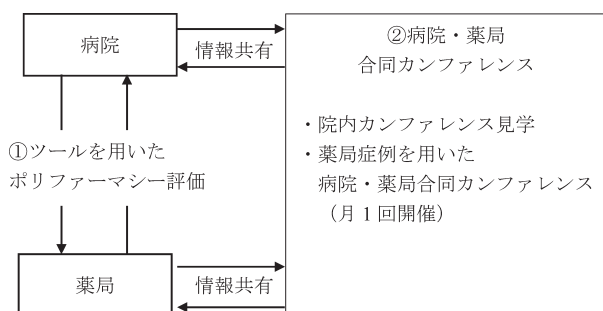 病院
情報共有
①ツールを用いた
ポリファーマシー評価
薬局
情報共有
②病院・薬局
合同カンファレンス
・院内カンファレンス見学
・薬局症例を用いた
病院・薬局合同カンファレンス
（月1回開催）